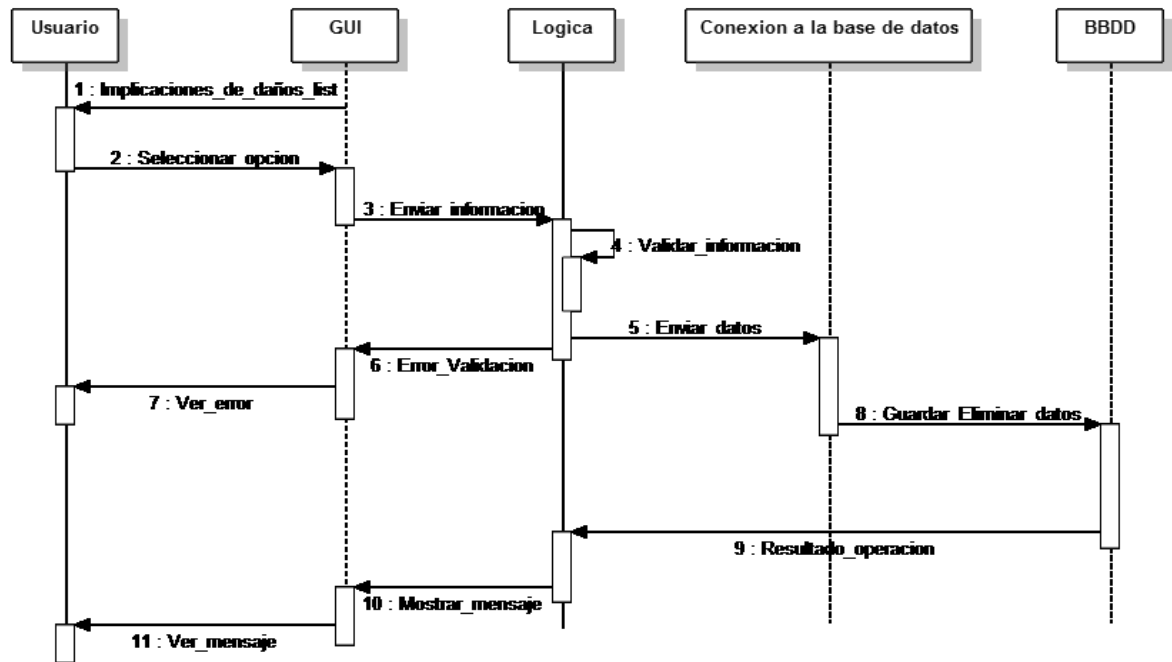 Usuario
GUI
Logica
Conexion a la base de datos
BBDD
1 : Implicaciones_de_daños_list
2 : Seleccionar_opcion
3 : Enviar_informacion
4 : Validar_informacion
5 : Enviar_datos
6 : Error_Validacion
7 : Ver_error
8 : Guardar_Eliminar_datos
9 : Resultado_operacion
10 : Mostrar_mensaje
11 : Ver_mensaje